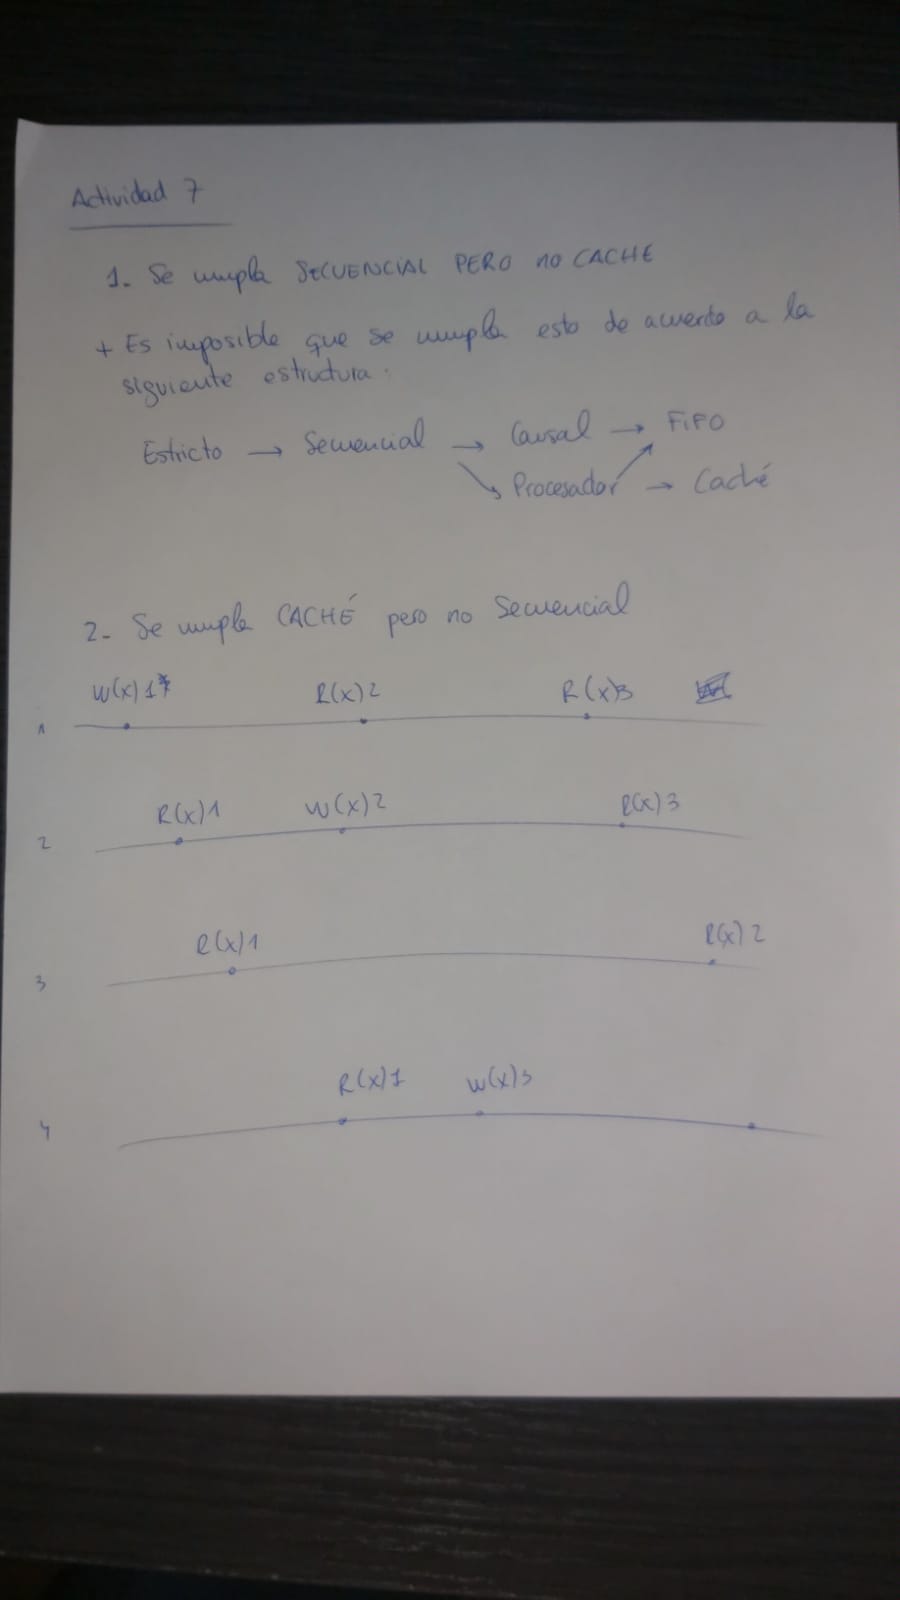 Actividad 7
1. Se cumpla SECUENCIAL PERO no CACHE
+ Es imposible que se cumpla esto de acuerdo a la
siguiente estructura.
Estricto → Secuencial → Causal → FIFO
↘ Procesador ↗ → Caché
2- Se cumpla CACHÉ pero no Secuencial
W(x)1 R(x)2 R(x)3
1
R(x)1 W(x)2 R(x)3
2
R(x)1 R(x)2
3
R(x)1 W(x)3
4